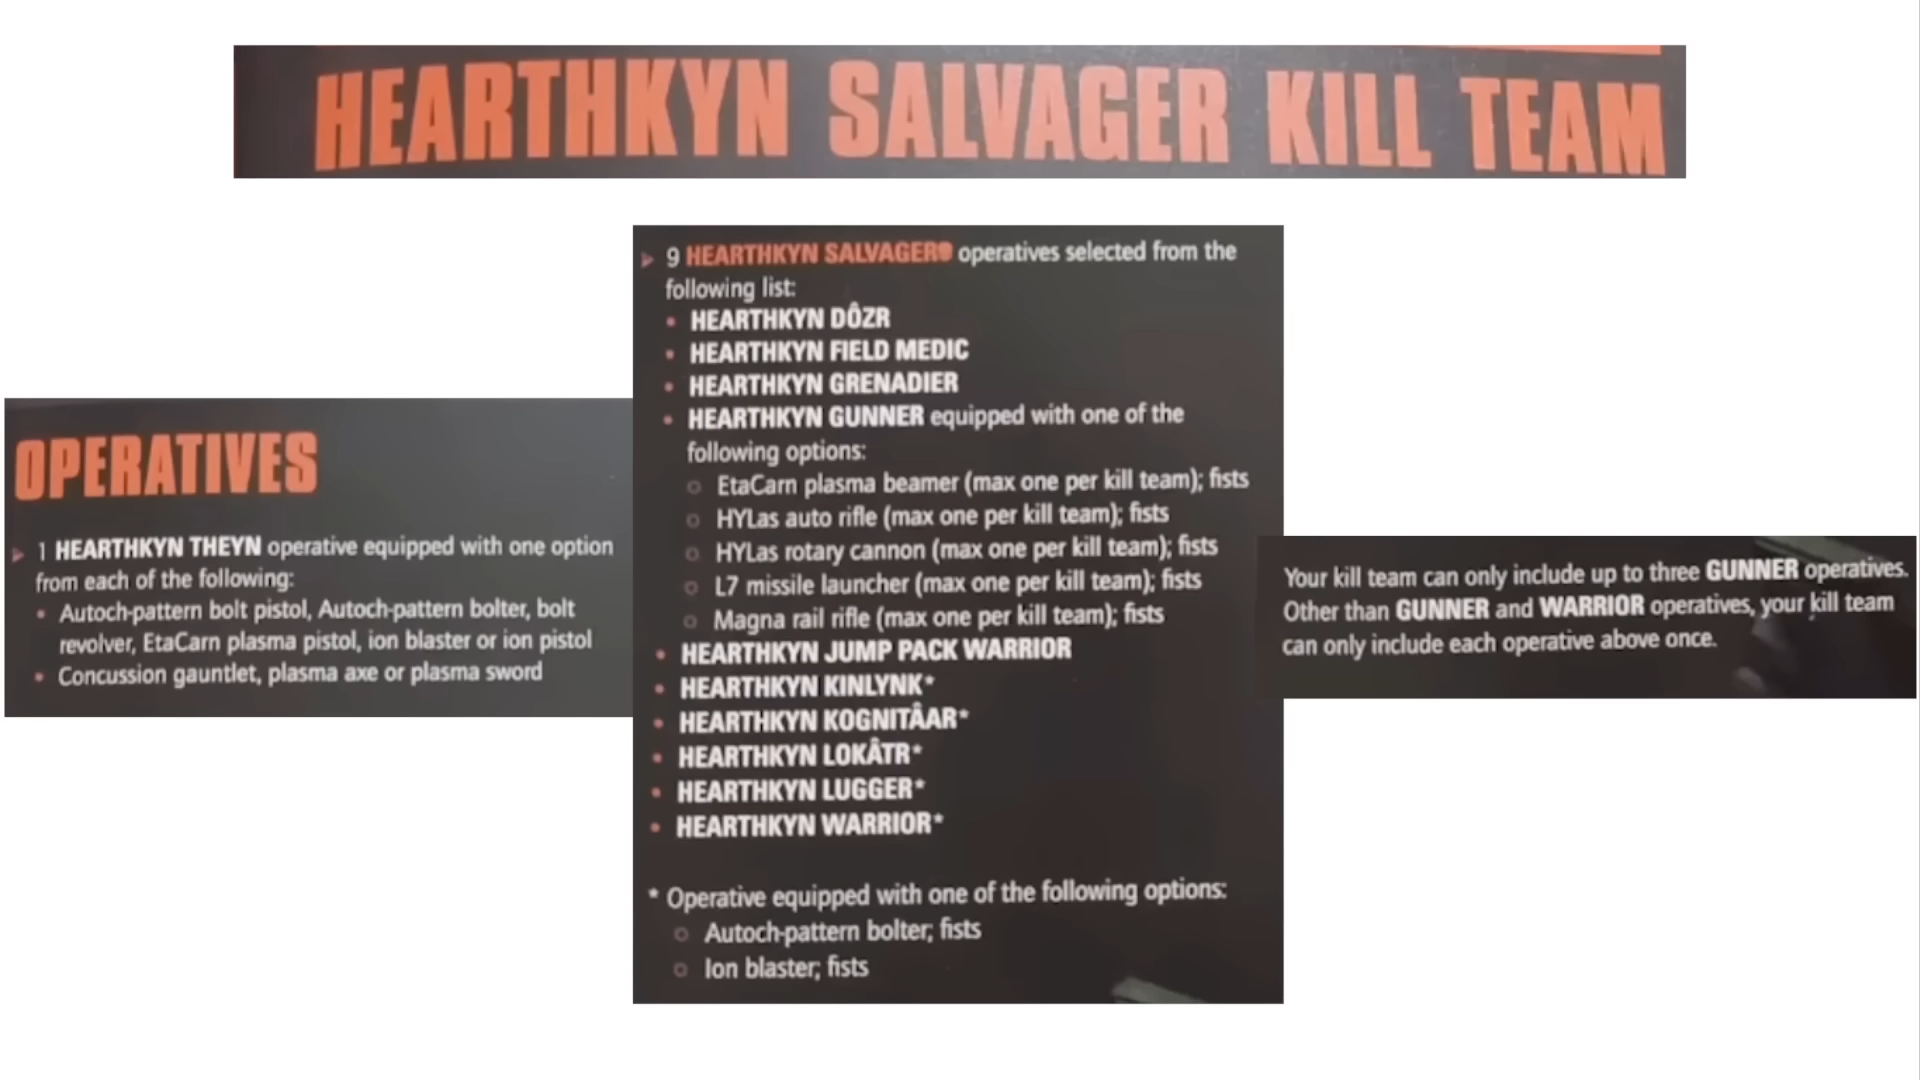 HEARTHKYN SALVAGER KILL TEAM
OPERATIVES
1 HEARTHKYN THEYN operative equipped with one option
from each of the following:
• Autoch-pattern bolt pistol, Autoch-pattern bolter, bolt
revolver, EtaCarn plasma pistol, ion blaster or ion pistol
• Concussion gauntlet, plasma axe or plasma sword
9 HEARTHKYN SALVAGER operatives selected from the
following list:
• HEARTHKYN DÔZR
• HEARTHKYN FIELD MEDIC
• HEARTHKYN GRENADIER
• HEARTHKYN GUNNER equipped with one of the
following options:
○ EtaCarn plasma beamer (max one per kill team); fists
○ HYLas auto rifle (max one per kill team); fists
○ HYLas rotary cannon (max one per kill team); fists
○ L7 missile launcher (max one per kill team); fists
○ Magna rail rifle (max one per kill team); fists
• HEARTHKYN JUMP PACK WARRIOR
• HEARTHKYN KINLYNK*
• HEARTHKYN KOGNITÂAR*
• HEARTHKYN LOKÂTR*
• HEARTHKYN LUGGER*
• HEARTHKYN WARRIOR*
* Operative equipped with one of the following options:
○ Autoch-pattern bolter; fists
○ Ion blaster; fists
Your kill team can only include up to three GUNNER operatives.
Other than GUNNER and WARRIOR operatives, your kill team
can only include each operative above once.